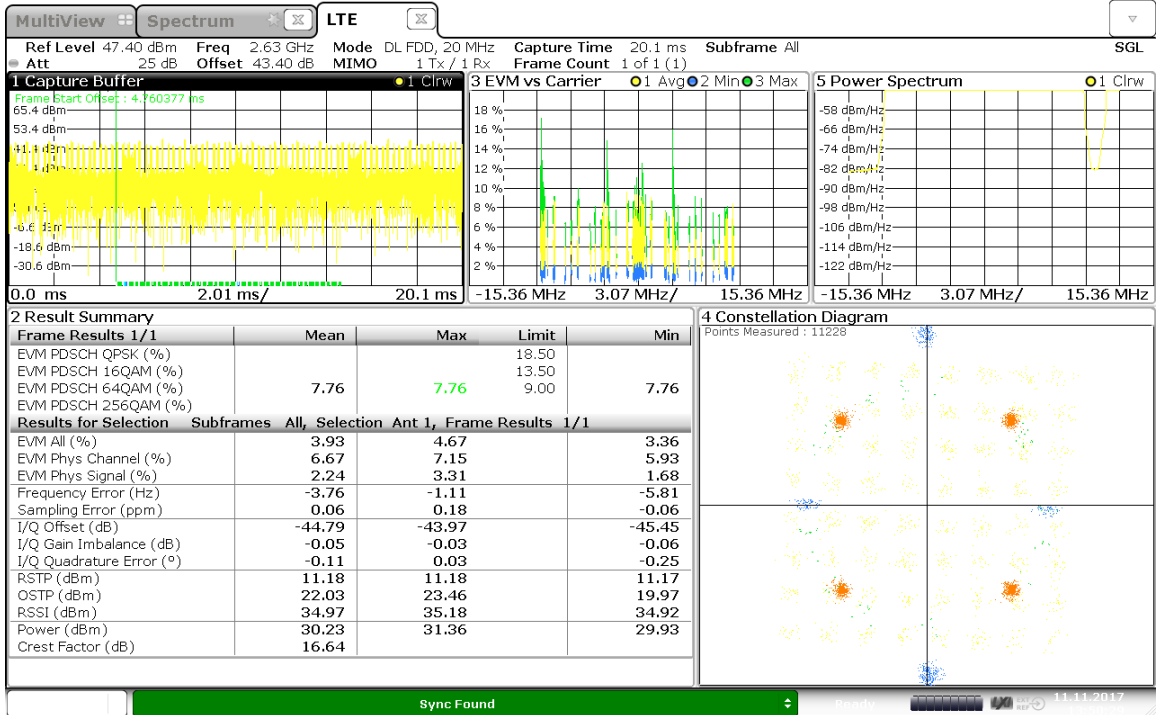 MultiView Spectrum LTE
Ref Level 47.40 dBm Freq 2.63 GHz Mode DL FDD, 20 MHz Capture Time 20.1 ms Subframe All SGL
Att 25 dB Offset 43.40 dB MIMO 1 Tx / 1 Rx Frame Count 1 of 1 (1)
1 Capture Buffer 1 Clrw
Frame Start Offset : 4.760377 ms
65.4 dBm
53.4 dBm
-18.6 dBm
-30.6 dBm
0.0 ms 2.01 ms/ 20.1 ms
3 EVM vs Carrier 1 Avg 2 Min 3 Max
18 %
16 %
14 %
12 %
10 %
8 %
6 %
4 %
2 %
-15.36 MHz 3.07 MHz/ 15.36 MHz
5 Power Spectrum 1 Clrw
-58 dBm/Hz
-66 dBm/Hz
-74 dBm/Hz
-82 dBm/Hz
-90 dBm/Hz
-98 dBm/Hz
-106 dBm/Hz
-114 dBm/Hz
-122 dBm/Hz
-15.36 MHz 3.07 MHz/ 15.36 MHz
2 Result Summary
Frame Results 1/1 Mean Max Limit Min
EVM PDSCH QPSK (%) 18.50
EVM PDSCH 16QAM (%) 13.50
EVM PDSCH 64QAM (%) 7.76 7.76 9.00 7.76
EVM PDSCH 256QAM (%)
Results for Selection Subframes All, Selection Ant 1, Frame Results 1/1
EVM All (%) 3.93 4.67 3.36
EVM Phys Channel (%) 6.67 7.15 5.93
EVM Phys Signal (%) 2.24 3.31 1.68
Frequency Error (Hz) -3.76 -1.11 -5.81
Sampling Error (ppm) 0.06 0.18 -0.06
I/Q Offset (dB) -44.79 -43.97 -45.45
I/Q Gain Imbalance (dB) -0.05 -0.03 -0.06
I/Q Quadrature Error (°) -0.11 0.03 -0.25
RSTP (dBm) 11.18 11.18 11.17
OSTP (dBm) 22.03 23.46 19.97
RSSI (dBm) 34.97 35.18 34.92
Power (dBm) 30.23 31.36 29.93
Crest Factor (dB) 16.64
4 Constellation Diagram
Points Measured : 11228
Sync Found
Ready
LXI
EXT
REF
11.11.2017